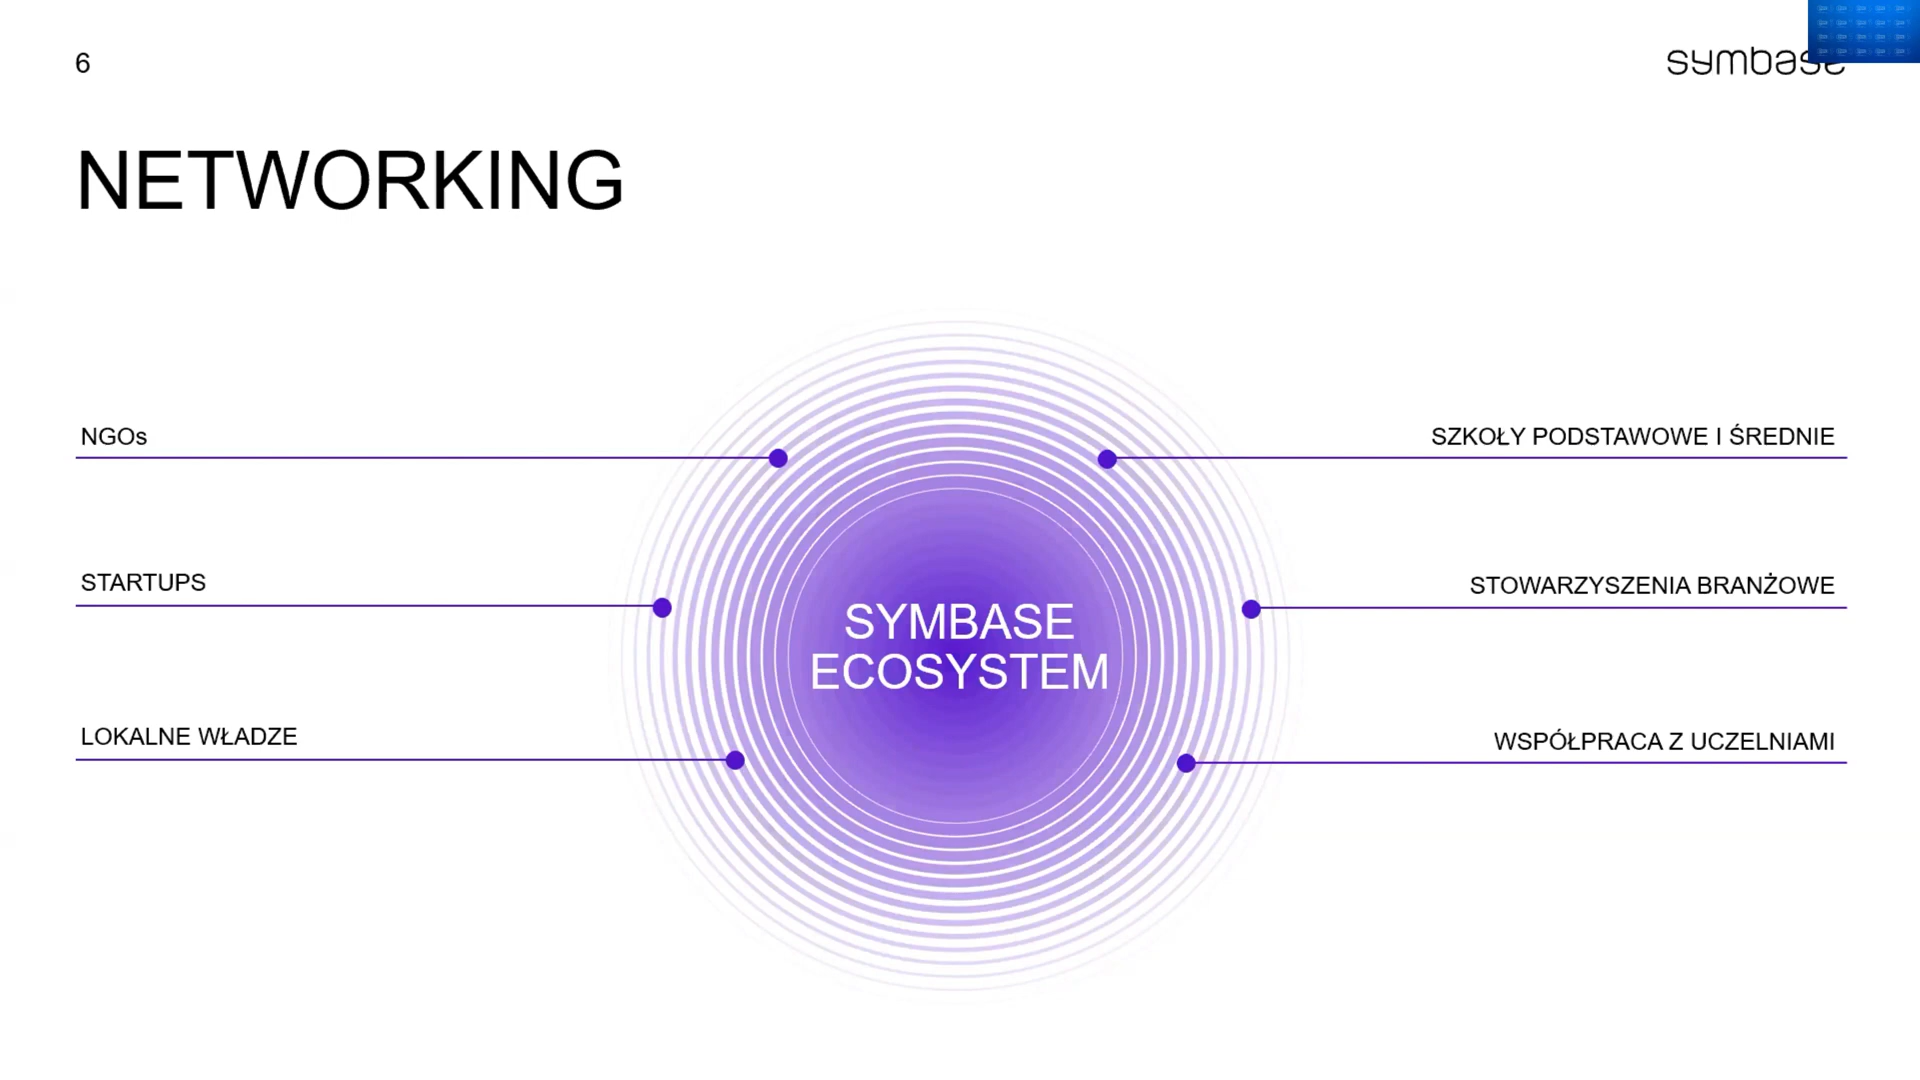 6
symbase
NETWORKING
NGOs
SZKOŁY PODSTAWOWE I ŚREDNIE
STARTUPS
STOWARZYSZENIA BRANŻOWE
SYMBASE
ECOSYSTEM
LOKALNE WŁADZE
WSPÓŁPRACA Z UCZELNIAMI